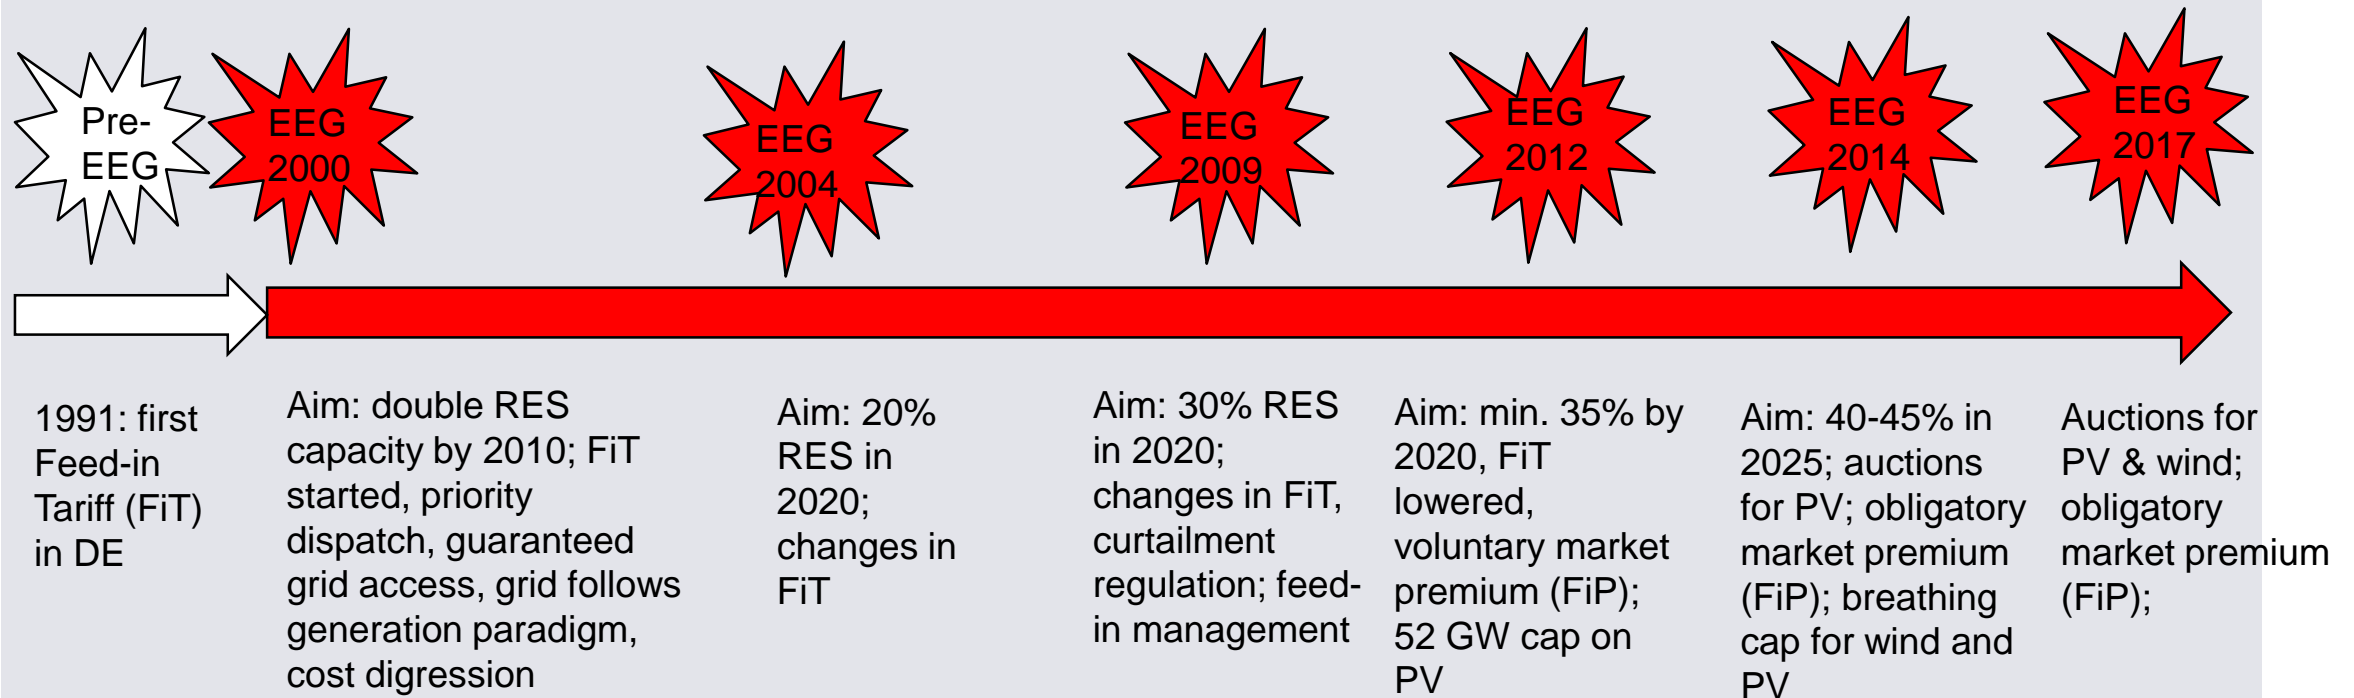 Pre-
EEG
EEG
2000
EEG
2004
EEG
2009
EEG
2012
EEG
2014
EEG
2017
1991: first
Feed-in
Tariff (FiT)
in DE
Aim: double RES
capacity by 2010; FiT
started, priority
dispatch, guaranteed
grid access, grid follows
generation paradigm,
cost digression
Aim: 20%
RES in
2020;
changes in
FiT
Aim: 30% RES
in 2020;
changes in FiT,
curtailment
regulation; feed-
in management
Aim: min. 35% by
2020, FiT
lowered,
voluntary market
premium (FiP);
52 GW cap on
PV
Aim: 40-45% in
2025; auctions
for PV; obligatory
market premium
(FiP); breathing
cap for wind and
PV
Auctions for
PV & wind;
obligatory
market premium
(FiP);